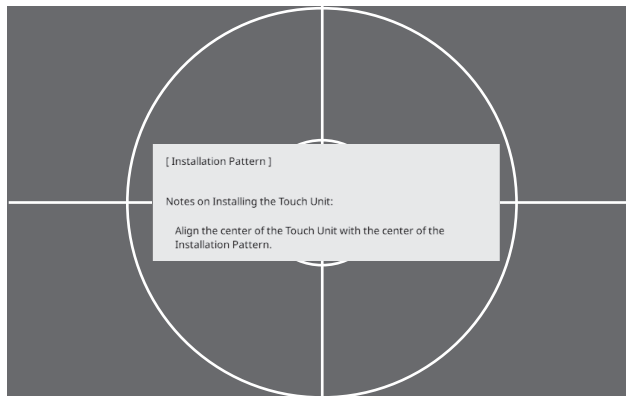 [ Installation Pattern ]
Notes on Installing the Touch Unit:
Align the center of the Touch Unit with the center of the
Installation Pattern.